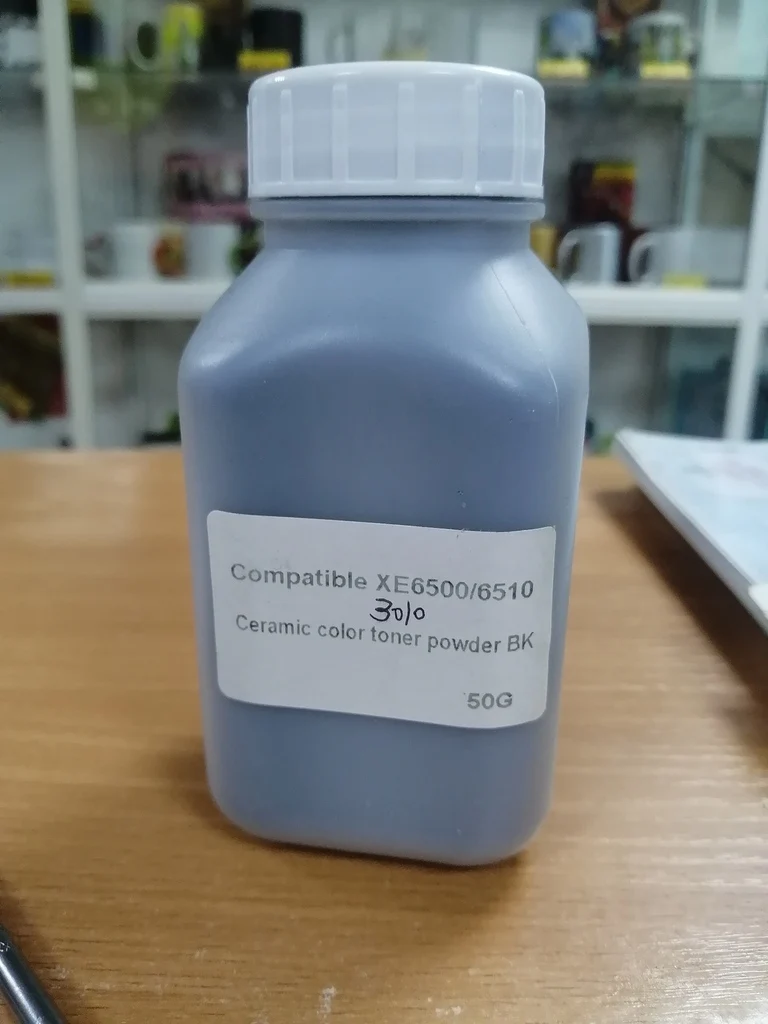 Compatible XE6500/6510
3010
Ceramic color toner powder BK
50G